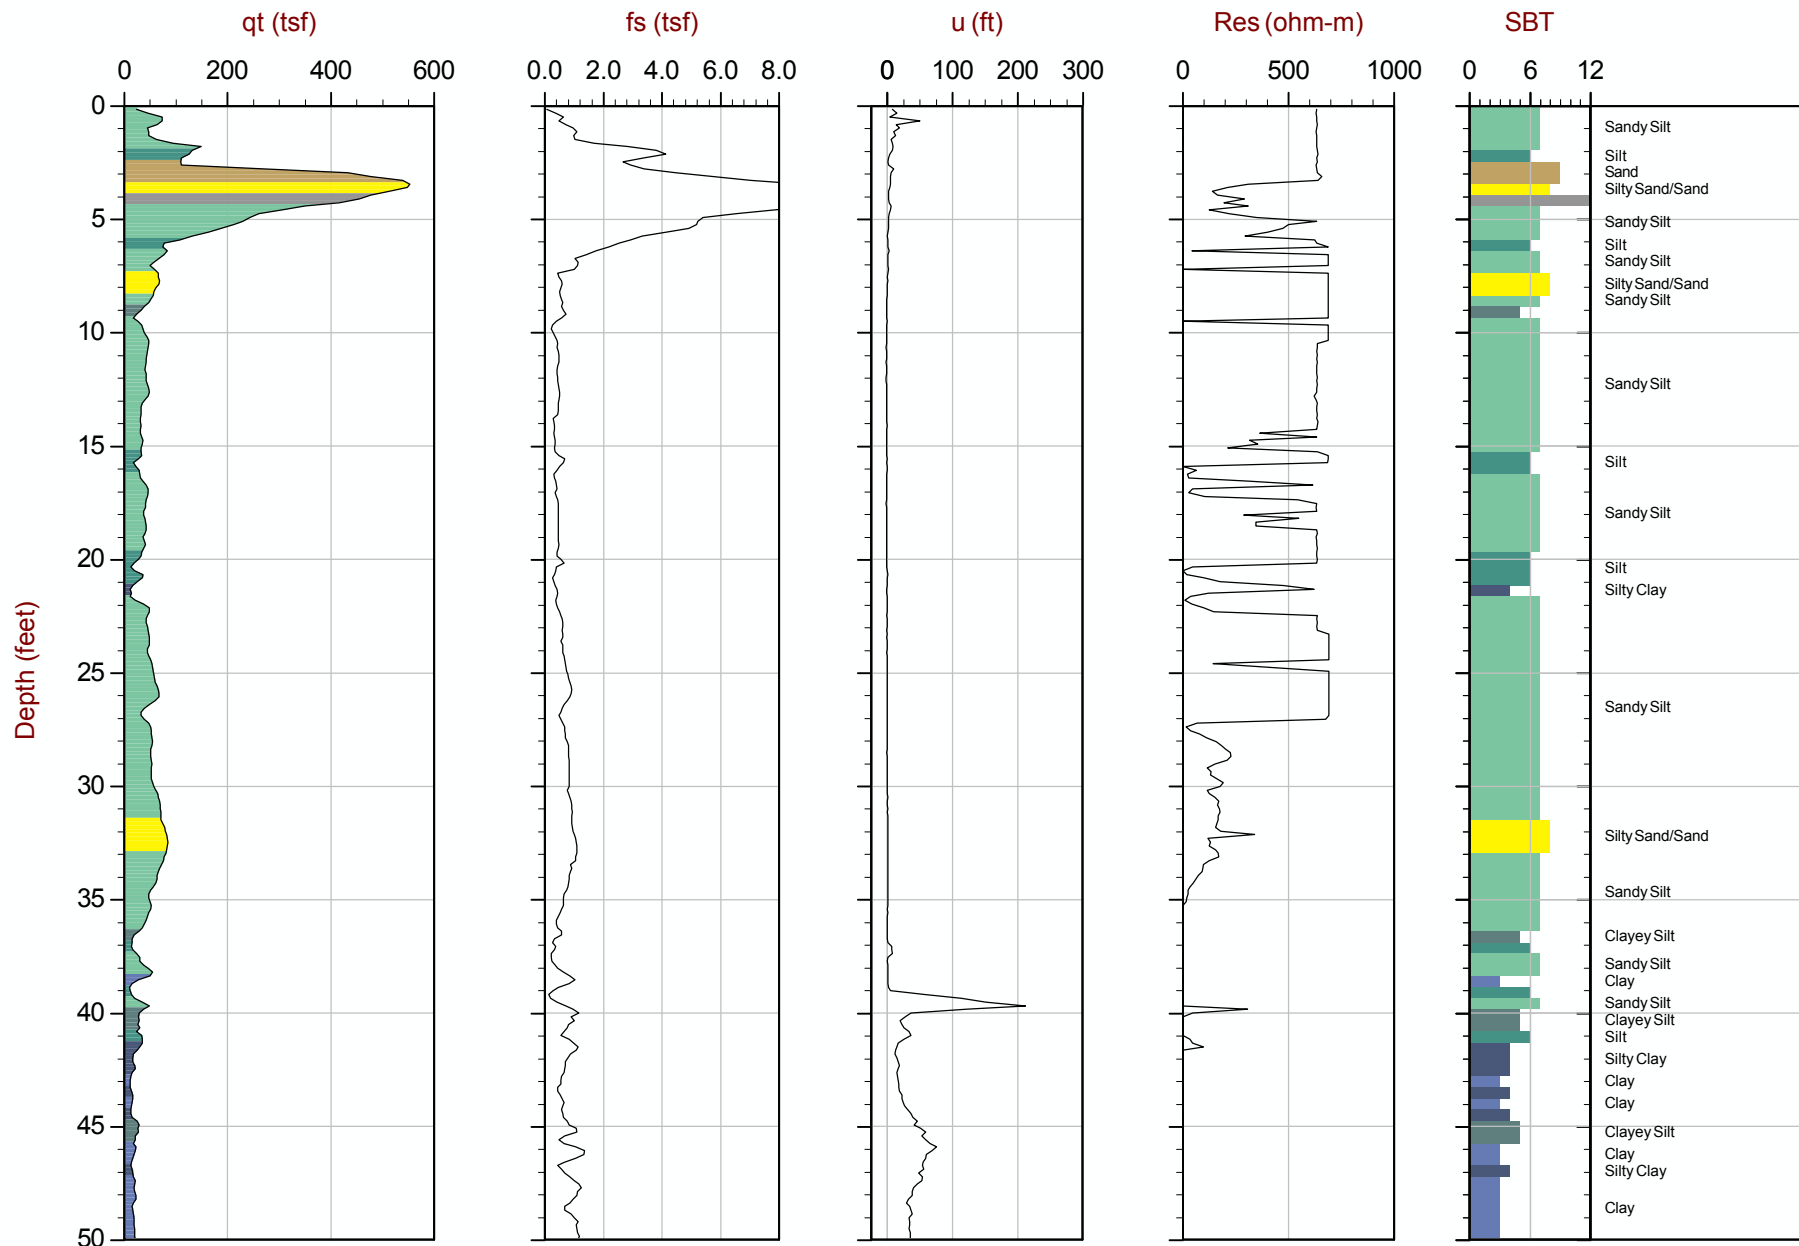 qt (tsf) fs (tsf) u (ft) Res (ohm-m) SBT
0 200 400 600 0.0 2.0 4.0 6.0 8.0 0 100 200 300 0 500 1000 0 6 12
0
Sandy Silt
Silt
Sand
Silty Sand/Sand
5 Sandy Silt
Silt
Sandy Silt
Silty Sand/Sand
Sandy Silt
10
Sandy Silt
15
Silt
Sandy Silt
20
Silt
Silty Clay
Depth (feet)
25
Sandy Silt
30
Silty Sand/Sand
Sandy Silt
35
Clayey Silt
Sandy Silt
Clay
Sandy Silt
40
Clayey Silt
Silt
Silty Clay
Clay
Clay
45
Clayey Silt
Clay
Silty Clay
Clay
50